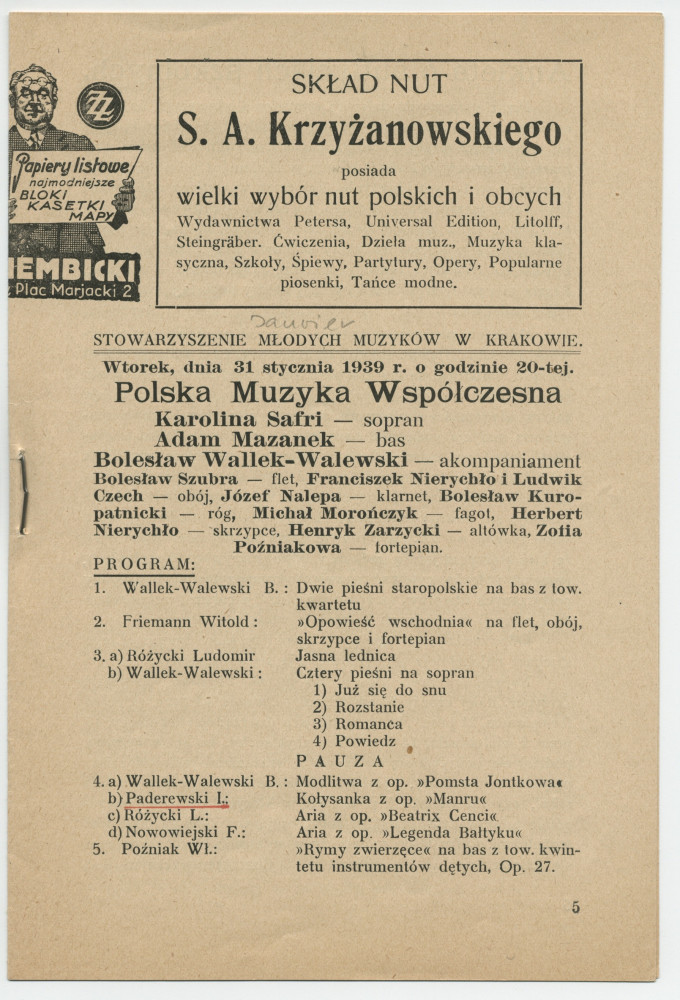 Papiery listowe
najmodniejsze
BLOKI
KASETKI
MAPY
IEMBICKI
Plac Marjacki 2
SKŁAD NUT
S. A. Krzyżanowskiego
posiada
wielki wybór nut polskich i obcych
Wydawnictwa Petersa, Universal Edition, Litolff,
Steingräber. Ćwiczenia, Dzieła muz., Muzyka kla-
syczna, Szkoły, Śpiewy, Partytury, Opery, Popularne
piosenki, Tańce modne.
Janvier
STOWARZYSZENIE MŁODYCH MUZYKÓW W KRAKOWIE.
Wtorek, dnia 31 stycznia 1939 r. o godzinie 20-tej.
Polska Muzyka Współczesna
Karolina Safri — sopran
Adam Mazanek — bas
Bolesław Wallek-Walewski — akompaniament
Bolesław Szubra — flet, Franciszek Nierychło i Ludwik
Czech — obój, Józef Nalepa — klarnet, Bolesław Kuro-
patnicki — róg, Michał Morończyk — fagot, Herbert
Nierychło — skrzypce, Henryk Zarzycki — altówka, Zofia
Poźniakowa — fortepian.
PROGRAM:
1. Wallek-Walewski B. : Dwie pieśni staropolskie na bas z tow.
kwartetu
2. Friemann Witold : »Opowieść wschodnia« na flet, obój,
skrzypce i fortepian
3. a) Różycki Ludomir Jasna lednica
b) Wallek-Walewski : Cztery pieśni na sopran
1) Już się do snu
2) Rozstanie
3) Romanca
4) Powiedz
PAUZA
4. a) Wallek-Walewski B. : Modlitwa z op. »Pomsta Jontkowa«
b) Paderewski I.: Kołysanka z op. »Manru«
c) Różycki L.: Aria z op. »Beatrix Cenci«
d) Nowowiejski F.: Aria z op. »Legenda Bałtyku«
5. Poźniak Wł.: »Rymy zwierzęce« na bas z tow. kwin-
tetu instrumentów dętych, Op. 27.
5